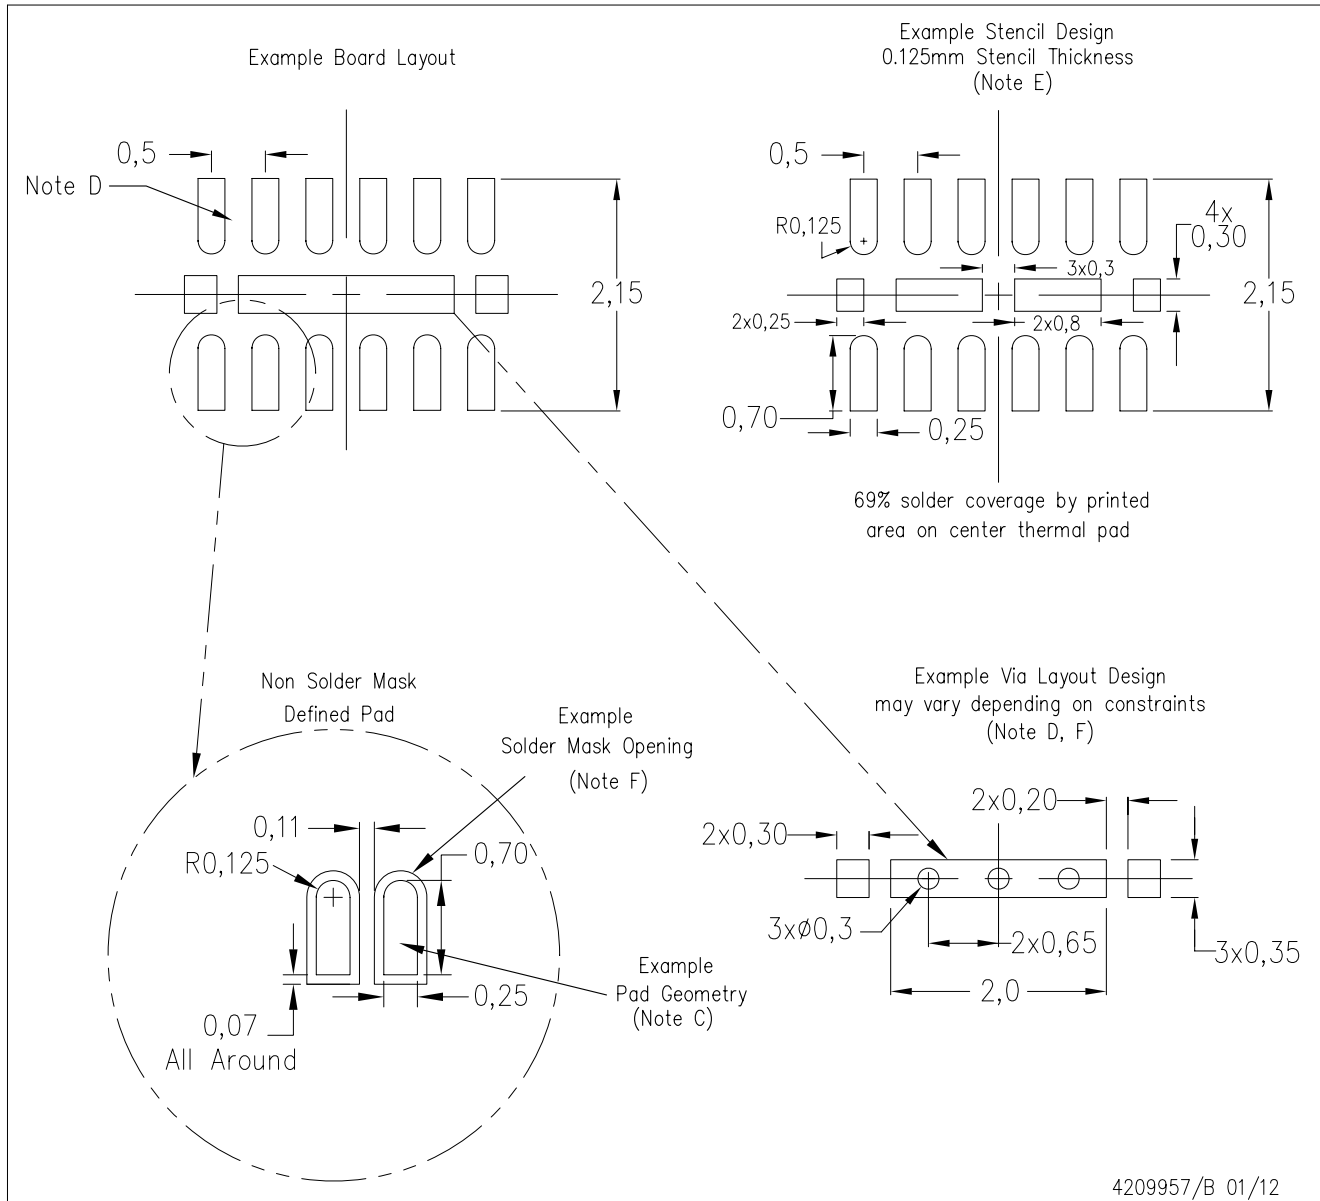 Example Board Layout
0,5
Note D
2,15
Example Stencil Design
0.125mm Stencil Thickness
(Note E)
0,5
R0,125
4x
0,30
3x0,3
2,15
2x0,25
2x0,8
0,70
0,25
69% solder coverage by printed
area on center thermal pad
Non Solder Mask
Defined Pad
Example
Solder Mask Opening
(Note F)
0,11
R0,125
0,70
0,25
Example
Pad Geometry
(Note C)
0,07
All Around
Example Via Layout Design
may vary depending on constraints
(Note D, F)
2x0,20
2x0,30
3xø0,3
2x0,65
3x0,35
2,0
4209957/B 01/12